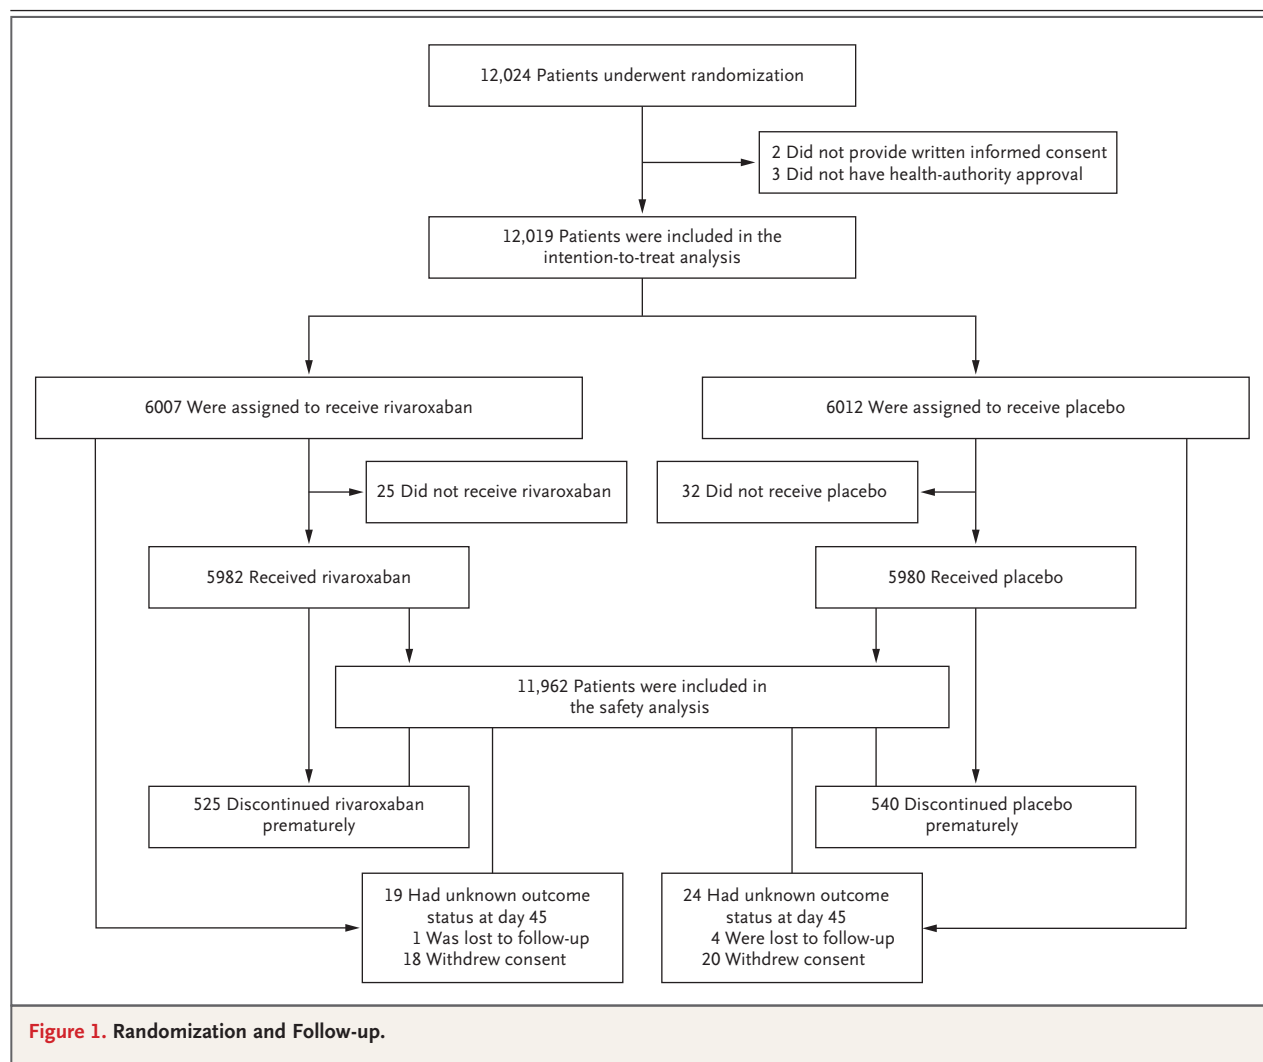 12,024 Patients underwent randomization
2 Did not provide written informed consent
3 Did not have health-authority approval
12,019 Patients were included in the
intention-to-treat analysis
6007 Were assigned to receive rivaroxaban
6012 Were assigned to receive placebo
25 Did not receive rivaroxaban
32 Did not receive placebo
5982 Received rivaroxaban
5980 Received placebo
11,962 Patients were included in
the safety analysis
525 Discontinued rivaroxaban
prematurely
540 Discontinued placebo
prematurely
19 Had unknown outcome
status at day 45
1 Was lost to follow-up
18 Withdrew consent
24 Had unknown outcome
status at day 45
4 Were lost to follow-up
20 Withdrew consent
Figure 1. Randomization and Follow-up.